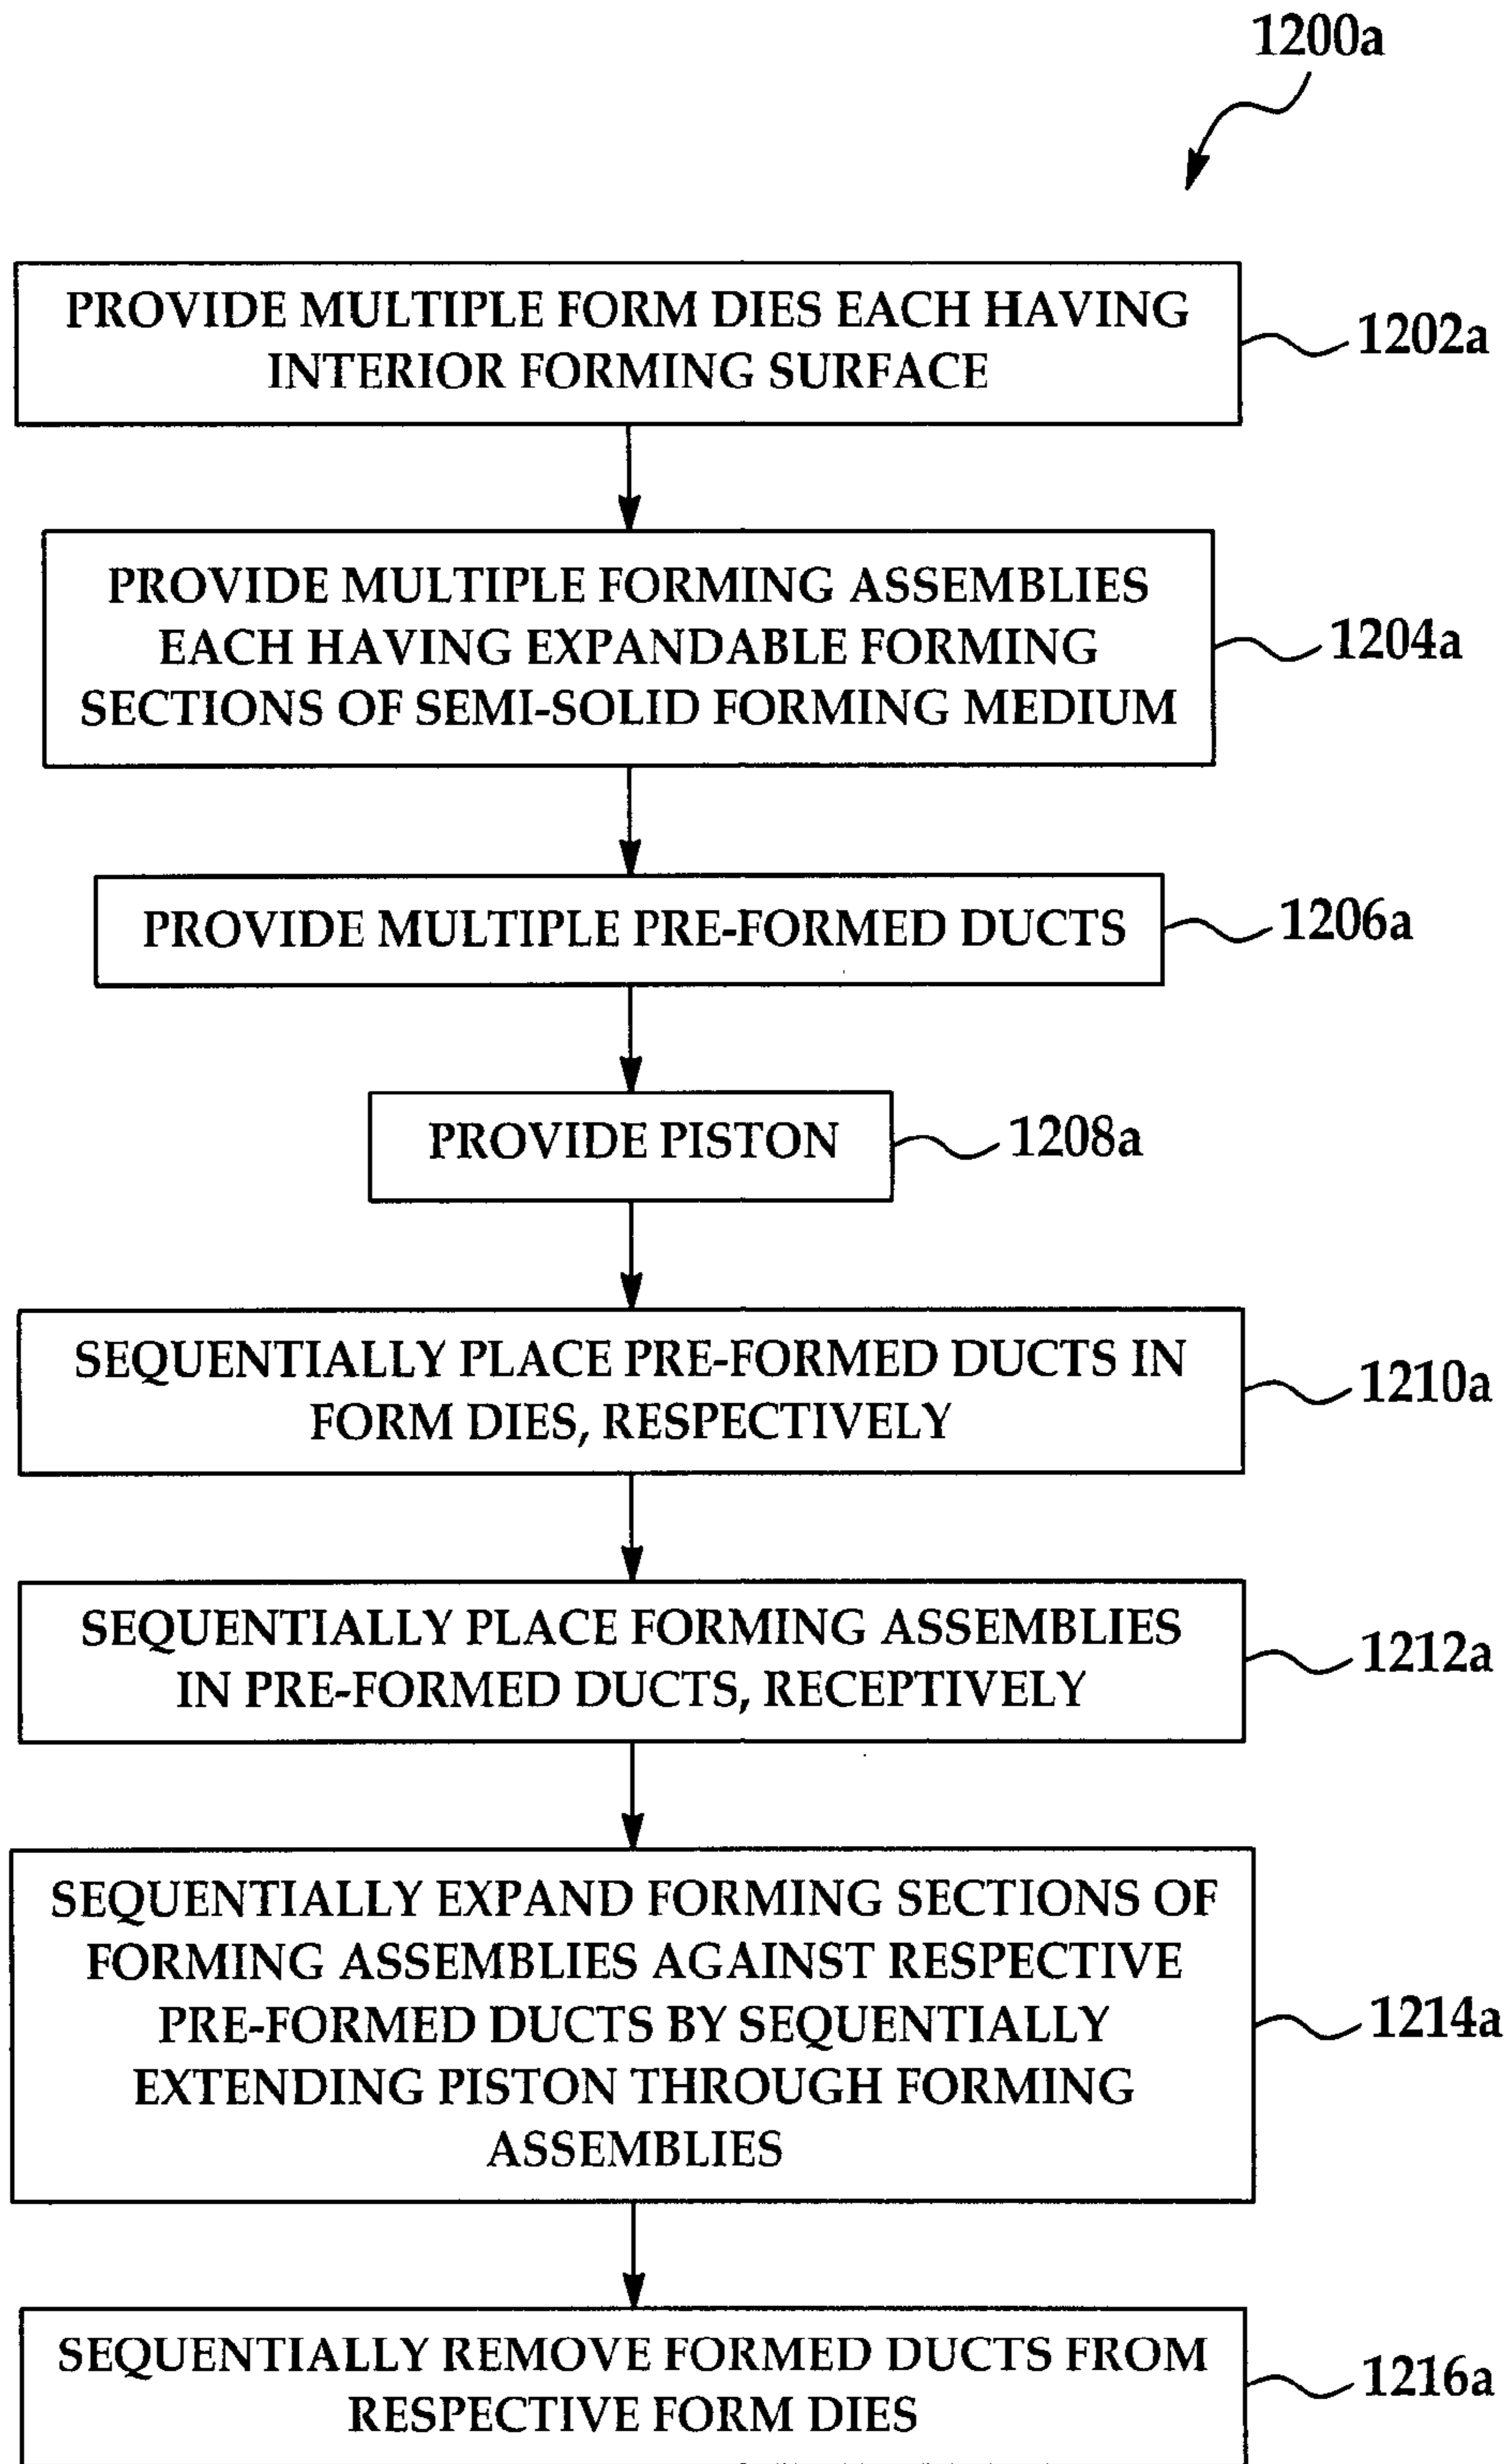 1200a
PROVIDE MULTIPLE FORM DIES EACH HAVING
INTERIOR FORMING SURFACE
1202a
PROVIDE MULTIPLE FORMING ASSEMBLIES
EACH HAVING EXPANDABLE FORMING
SECTIONS OF SEMI-SOLID FORMING MEDIUM
1204a
PROVIDE MULTIPLE PRE-FORMED DUCTS
1206a
PROVIDE PISTON
1208a
SEQUENTIALLY PLACE PRE-FORMED DUCTS IN
FORM DIES, RESPECTIVELY
1210a
SEQUENTIALLY PLACE FORMING ASSEMBLIES
IN PRE-FORMED DUCTS, RECEPTIVELY
1212a
SEQUENTIALLY EXPAND FORMING SECTIONS OF
FORMING ASSEMBLIES AGAINST RESPECTIVE
PRE-FORMED DUCTS BY SEQUENTIALLY
EXTENDING PISTON THROUGH FORMING
ASSEMBLIES
1214a
SEQUENTIALLY REMOVE FORMED DUCTS FROM
RESPECTIVE FORM DIES
1216a